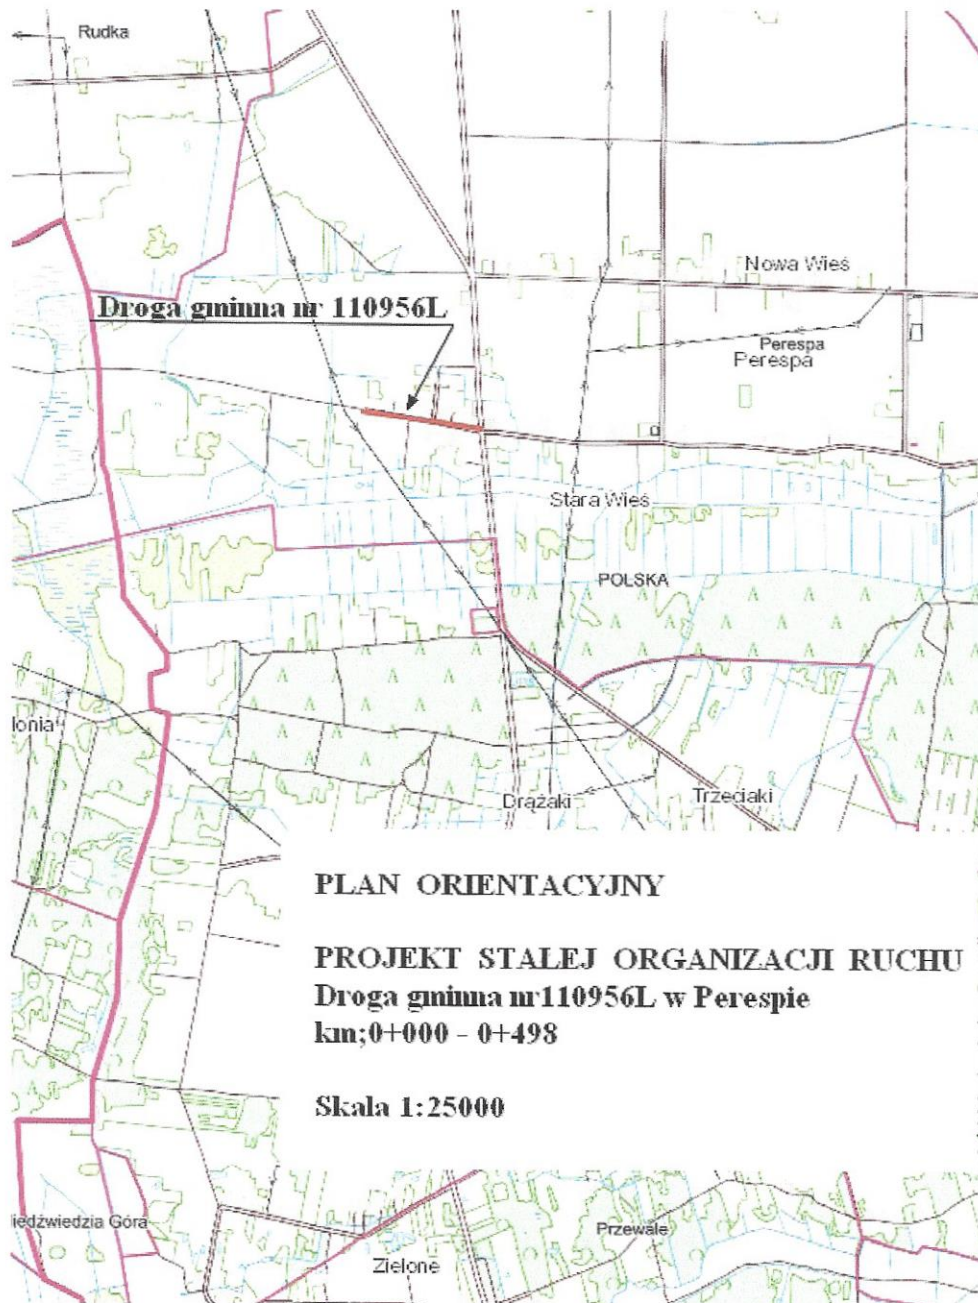 Rudka
Nowa Wieś
Droga gminna nr 110956L
Perespa
Perespa
Stara Wieś
POLSKA
lonia
Drążaki
Trzeciaki
PLAN ORIENTACYJNY
PROJEKT STALEJ ORGANIZACJI RUCHU
Droga gminna nr110956L w Perespie
km;0+000 - 0+498
Skala 1:25000
iedźwiedzia Góra
Przewale
Zielone